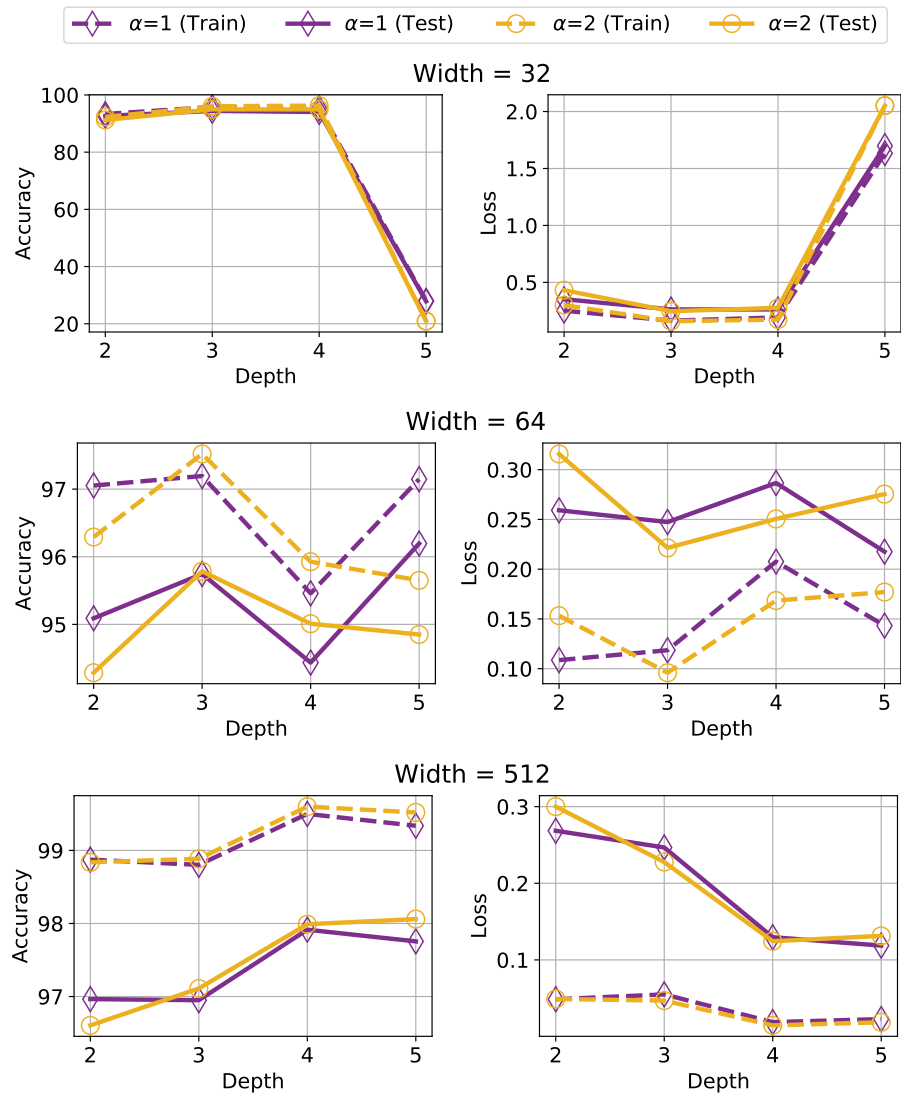 α=1 (Train) α=1 (Test) α=2 (Train) α=2 (Test)
Width = 32
100
80
60
40
20
Accuracy
2 3 4 5
Depth
2.0
1.5
1.0
0.5
Loss
2 3 4 5
Depth
Width = 64
97
96
95
Accuracy
2 3 4 5
Depth
0.30
0.25
0.20
0.15
0.10
Loss
2 3 4 5
Depth
Width = 512
99
98
97
Accuracy
2 3 4 5
Depth
0.3
0.2
0.1
Loss
2 3 4 5
Depth